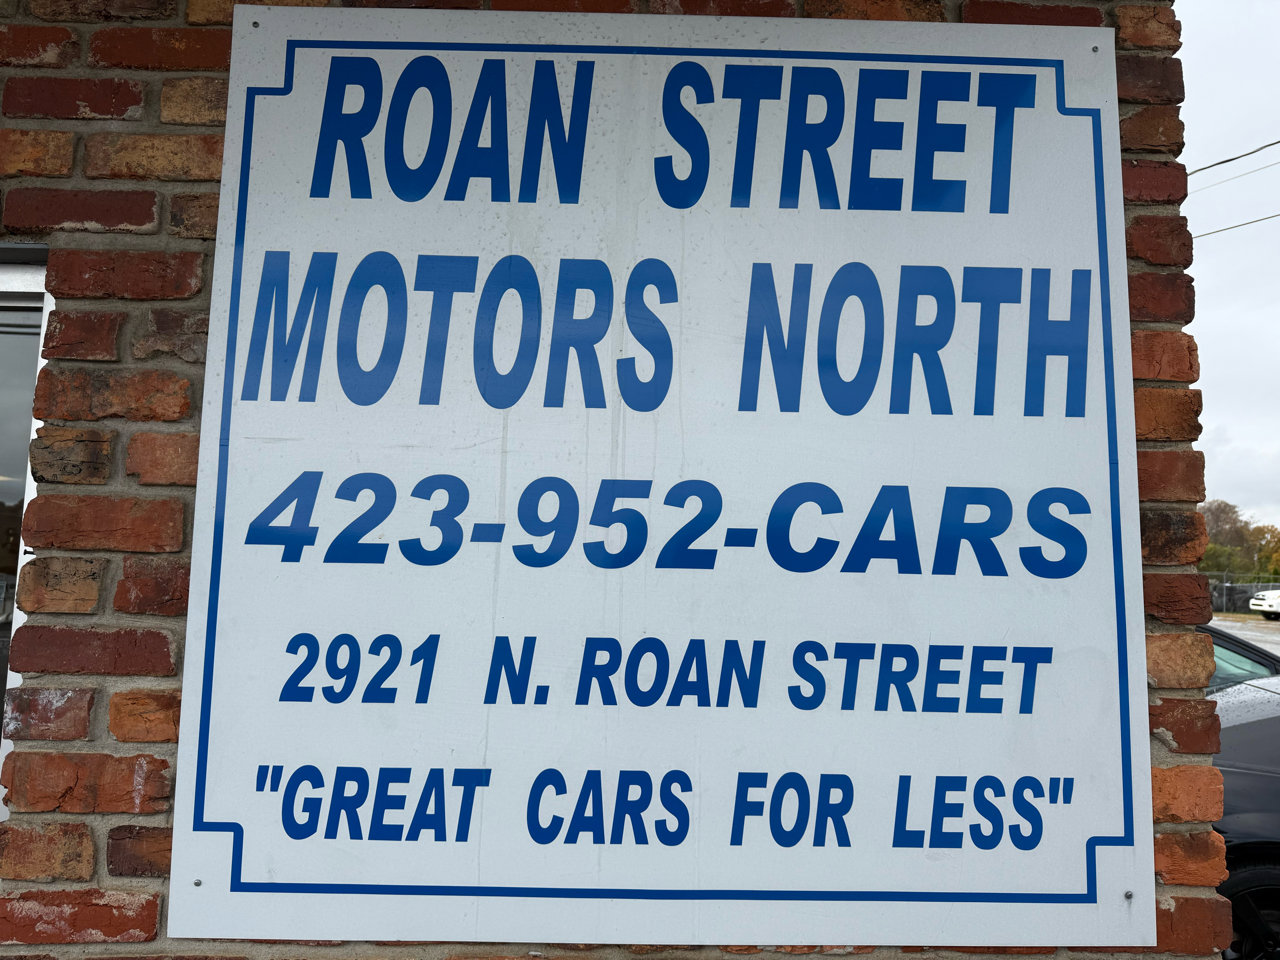 ROAN STREET
MOTORS NORTH
423-952-CARS
2921 N. ROAN STREET
"GREAT CARS FOR LESS"